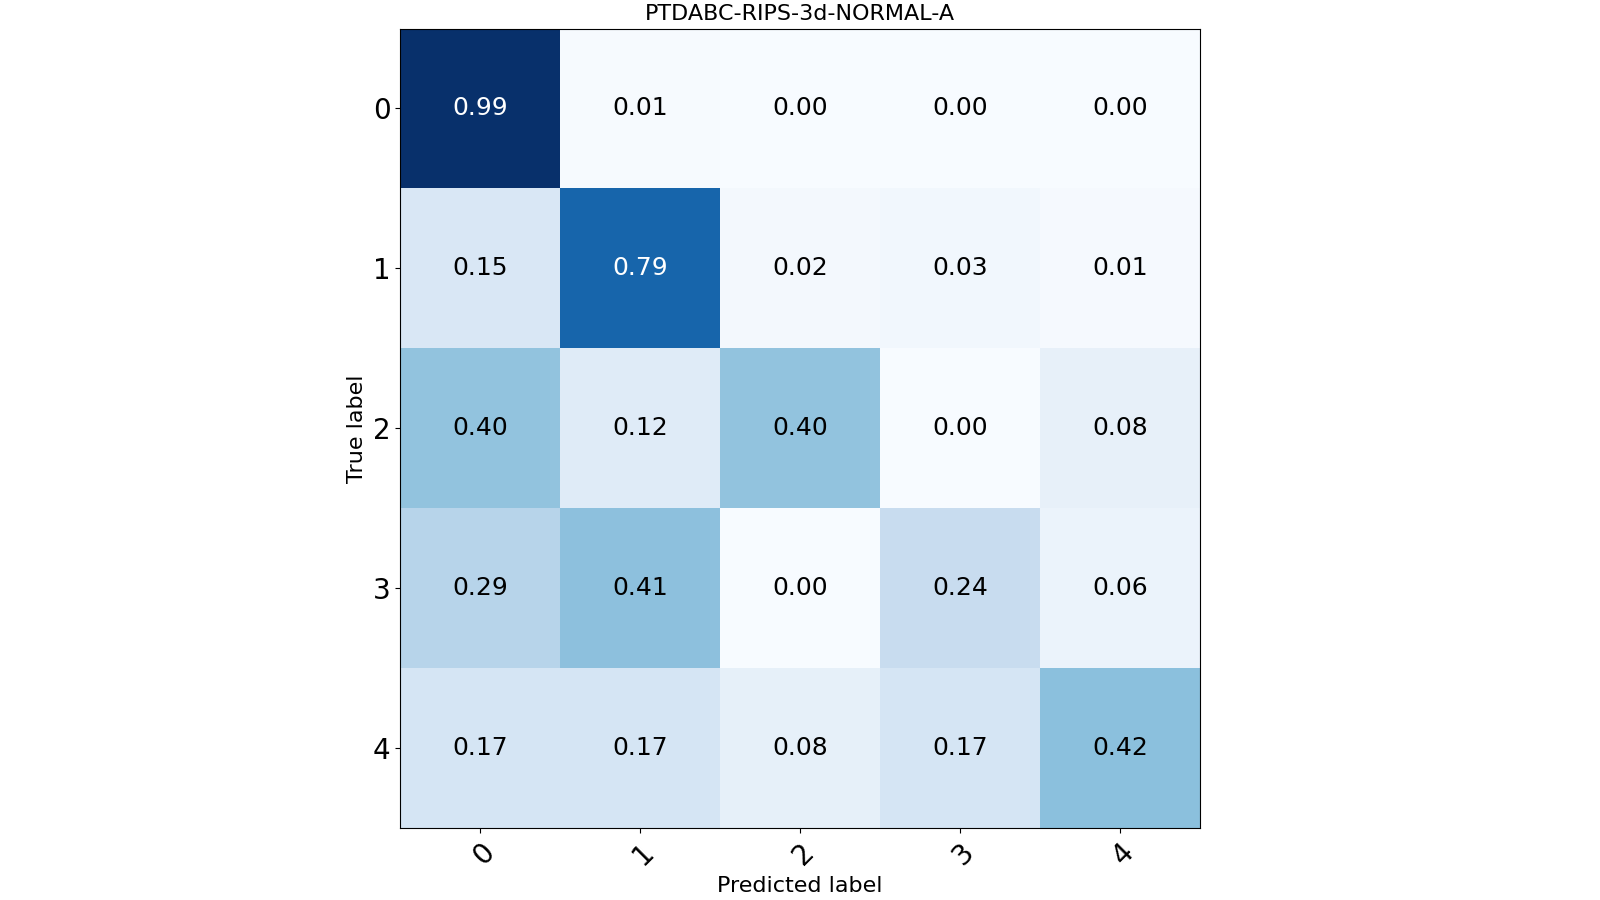 PTDABC-RIPS-3d-NORMAL-A
0 0.99 0.01 0.00 0.00 0.00
1 0.15 0.79 0.02 0.03 0.01
2 0.40 0.12 0.40 0.00 0.08
3 0.29 0.41 0.00 0.24 0.06
4 0.17 0.17 0.08 0.17 0.42
True label
0 1 2 3 4
Predicted label